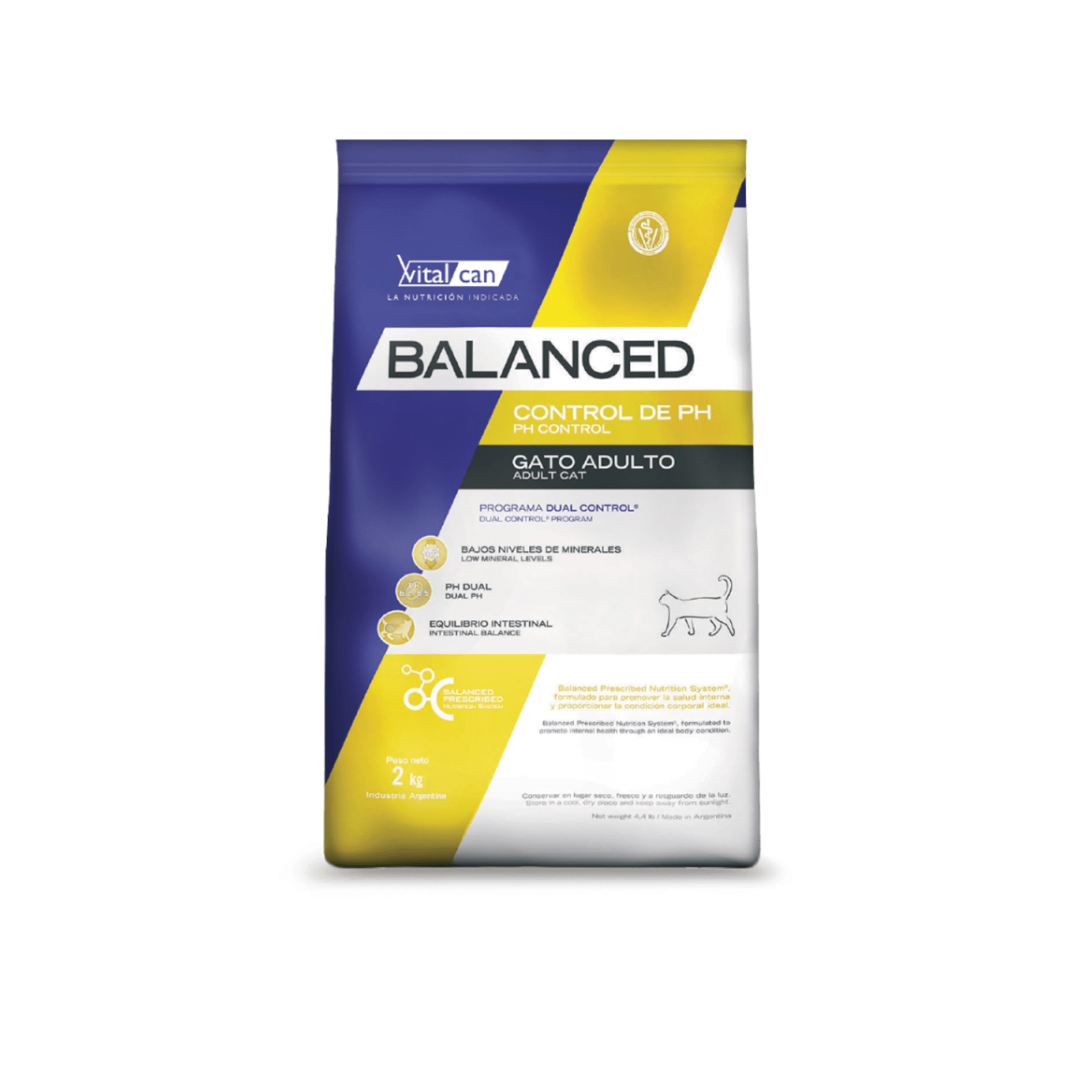 Vital can
LA NUTRICIÓN INDICADA
BALANCED
CONTROL DE PH
PH CONTROL
GATO ADULTO
ADULT CAT
PROGRAMA DUAL CONTROL®
DUAL CONTROL® PROGRAM
BAJOS NIVELES DE MINERALES
LOW MINERAL LEVELS
PH DUAL
DUAL PH
EQUILIBRIO INTESTINAL
INTESTINAL BALANCE
BALANCED
PRESCRIBED
NUTRITION SYSTEM
Balanced Prescribed Nutrition System®,
formulado para promover la salud interna
y proporcionar la condición corporal ideal.
Balanced Prescribed Nutrition System®, formulated to
promote internal health through an ideal body condition.
Peso neto
2 kg
Industria Argentina
Conservar en lugar seco, fresco y a resguardo de la luz.
Store in a cool, dry place and keep away from sunlight.
Net weight 4,4 lb / Made in Argentina